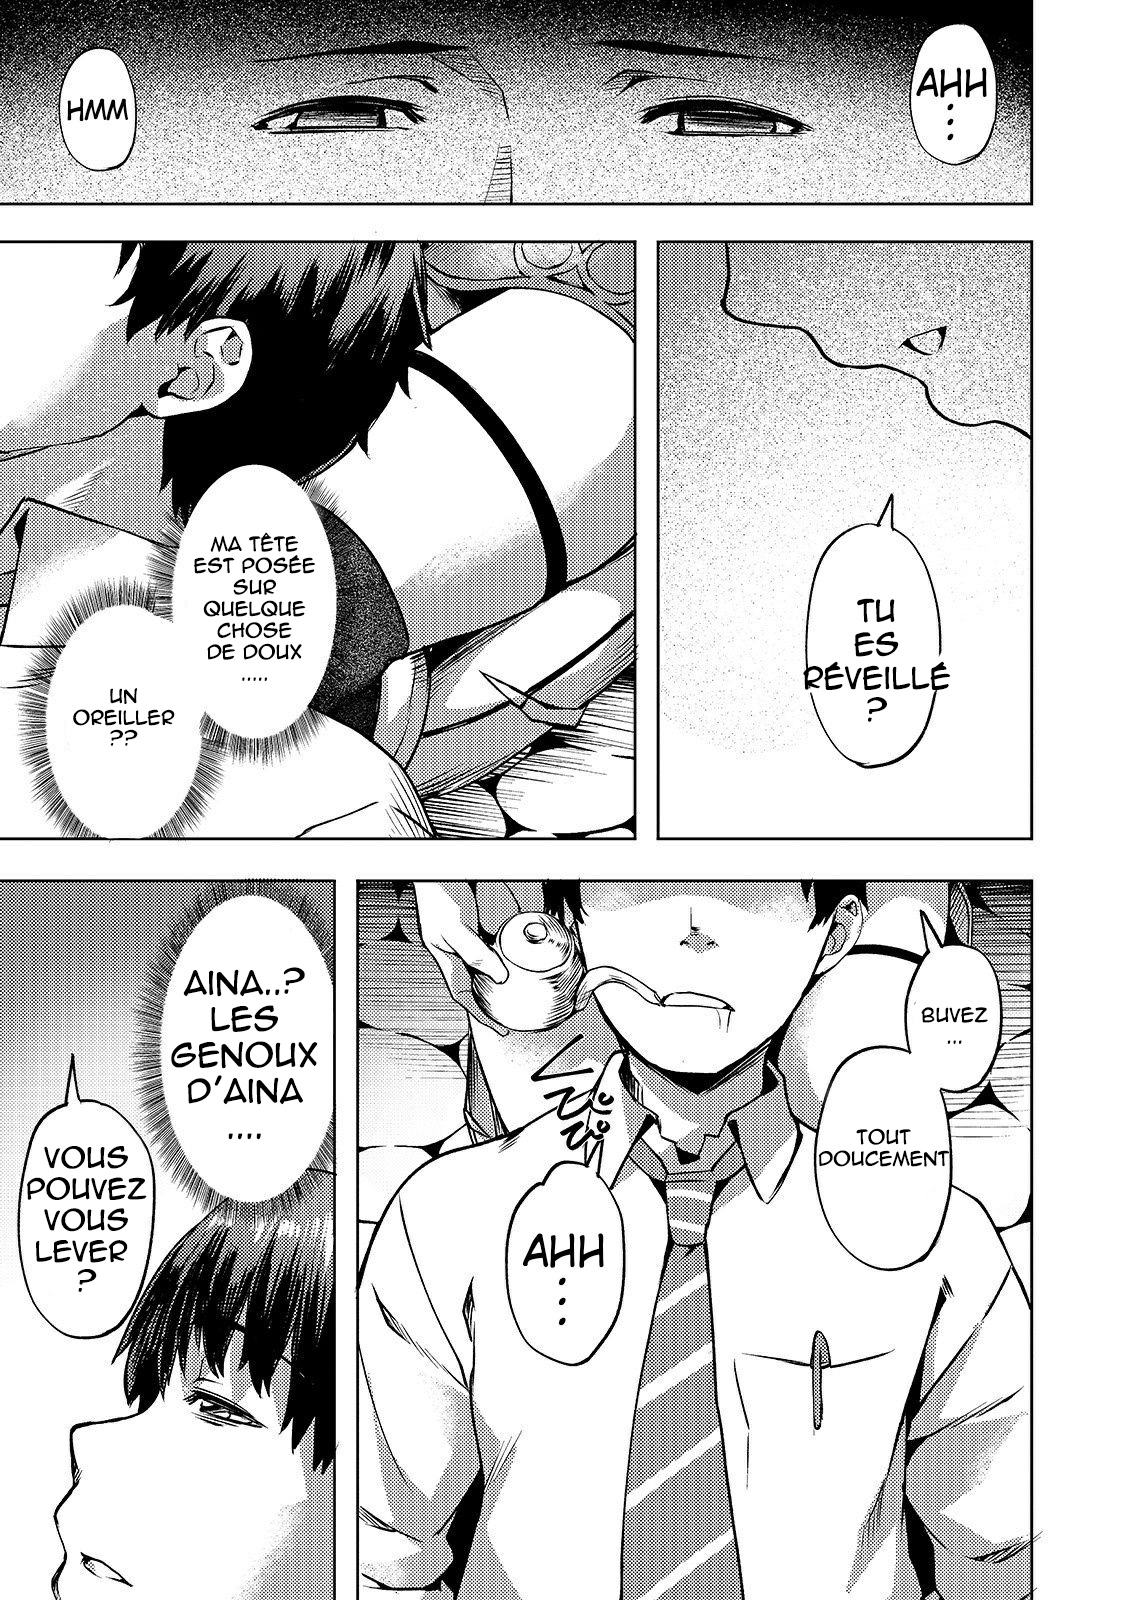 AHH
...
HMM
TU
ES
RÉVEILLÉ
?
MA TÊTE
EST POSÉE
SUR
QUELQUE
CHOSE
DE DOUX
.....
UN
OREILLER
??
BUVEZ
...
TOUT
DOUCEMENT
AHH
...
AINA..?
LES
GENOUX
D'AINA
....
VOUS
POUVEZ
VOUS
LEVER
?